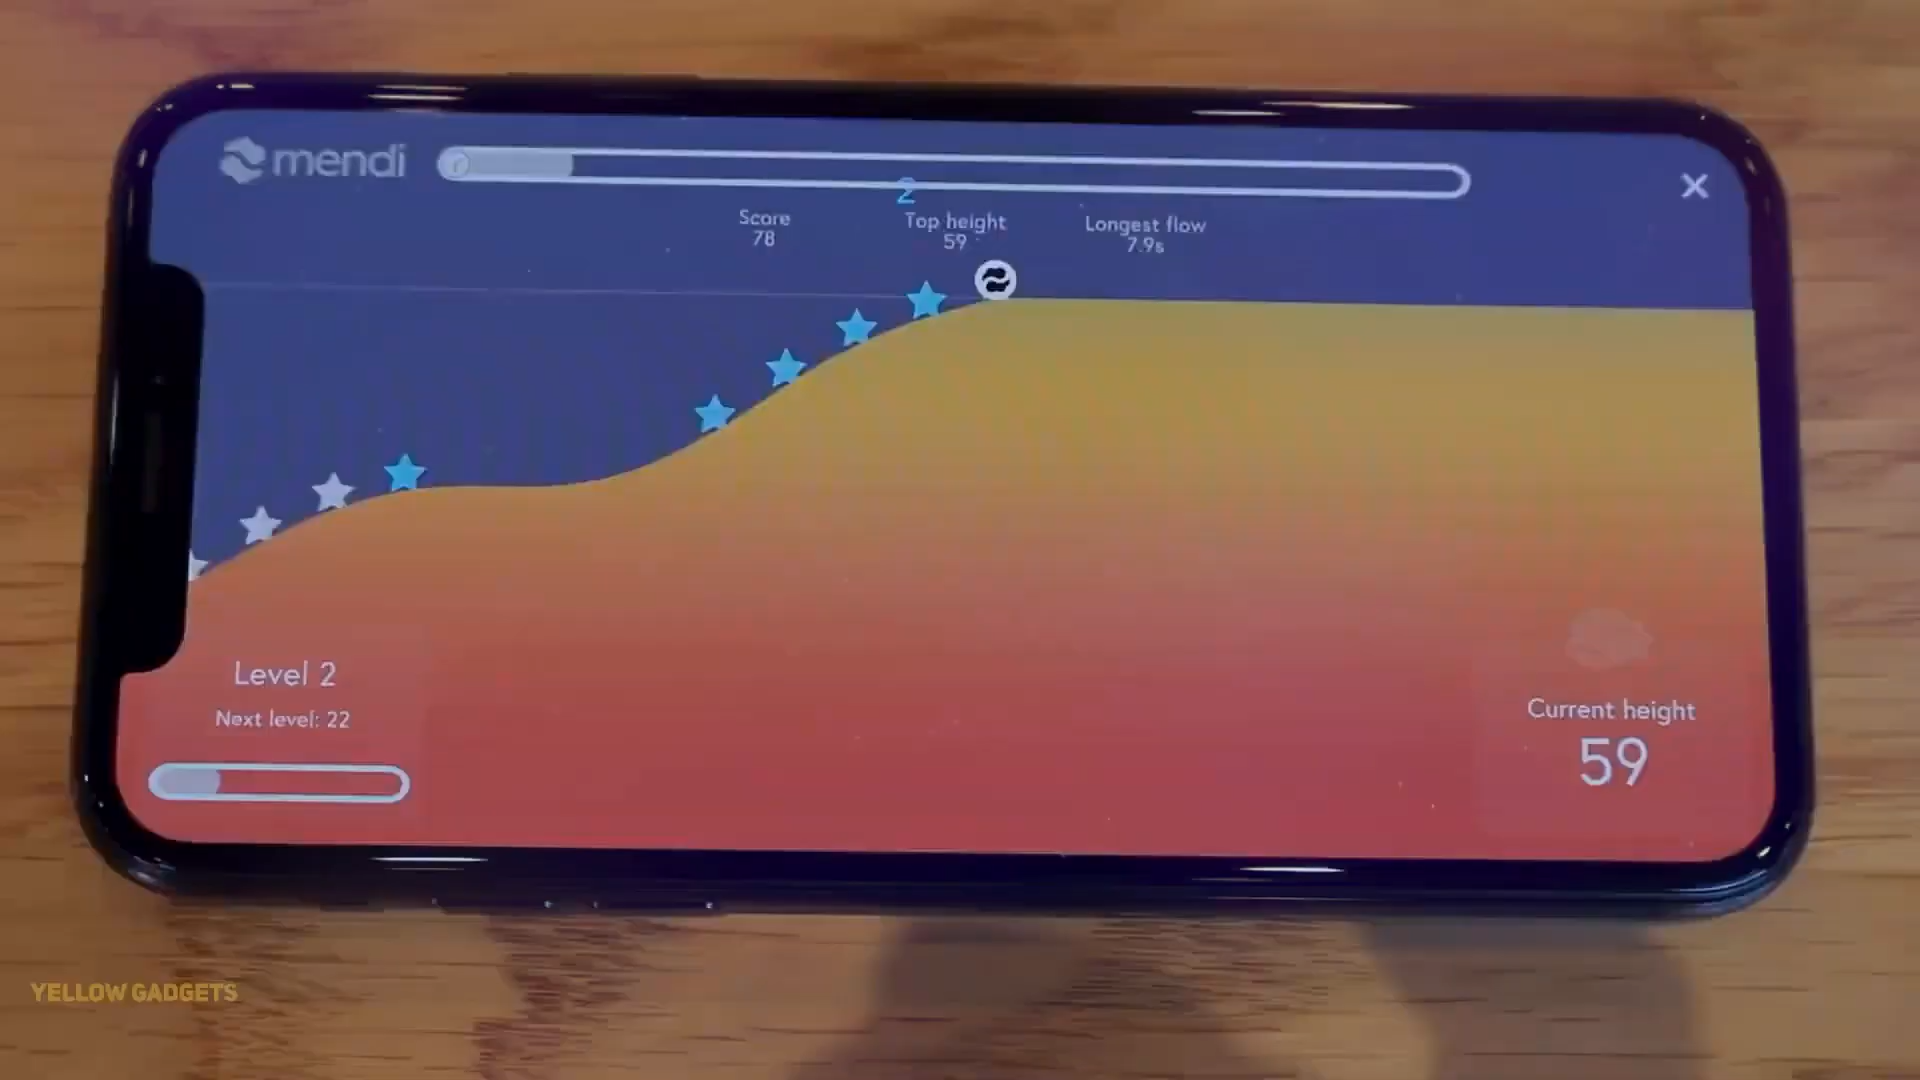 mendi
2
Score
78
Top height
59
Longest flow
7.9s
Level 2
Next level: 22
Current height
59
YELLOW GADGETS